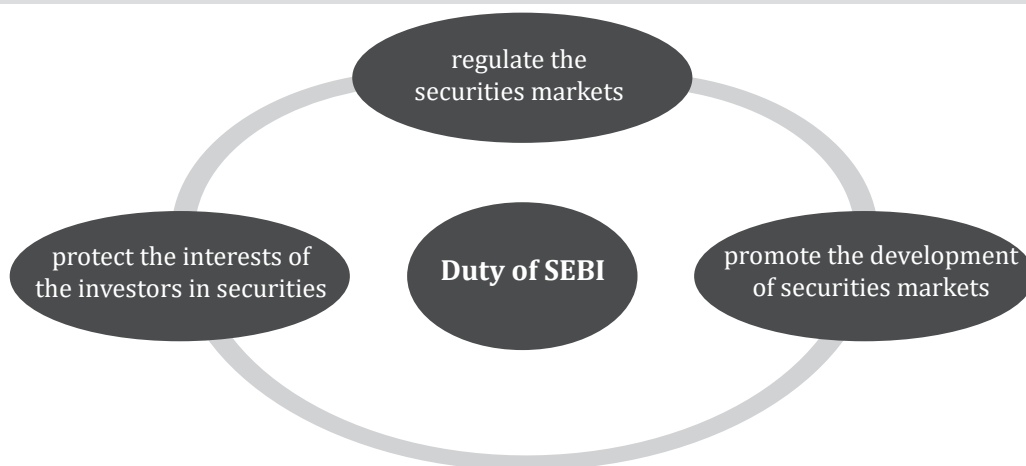 regulate the
securities markets
protect the interests of
the investors in securities
Duty of SEBI
promote the development
of securities markets